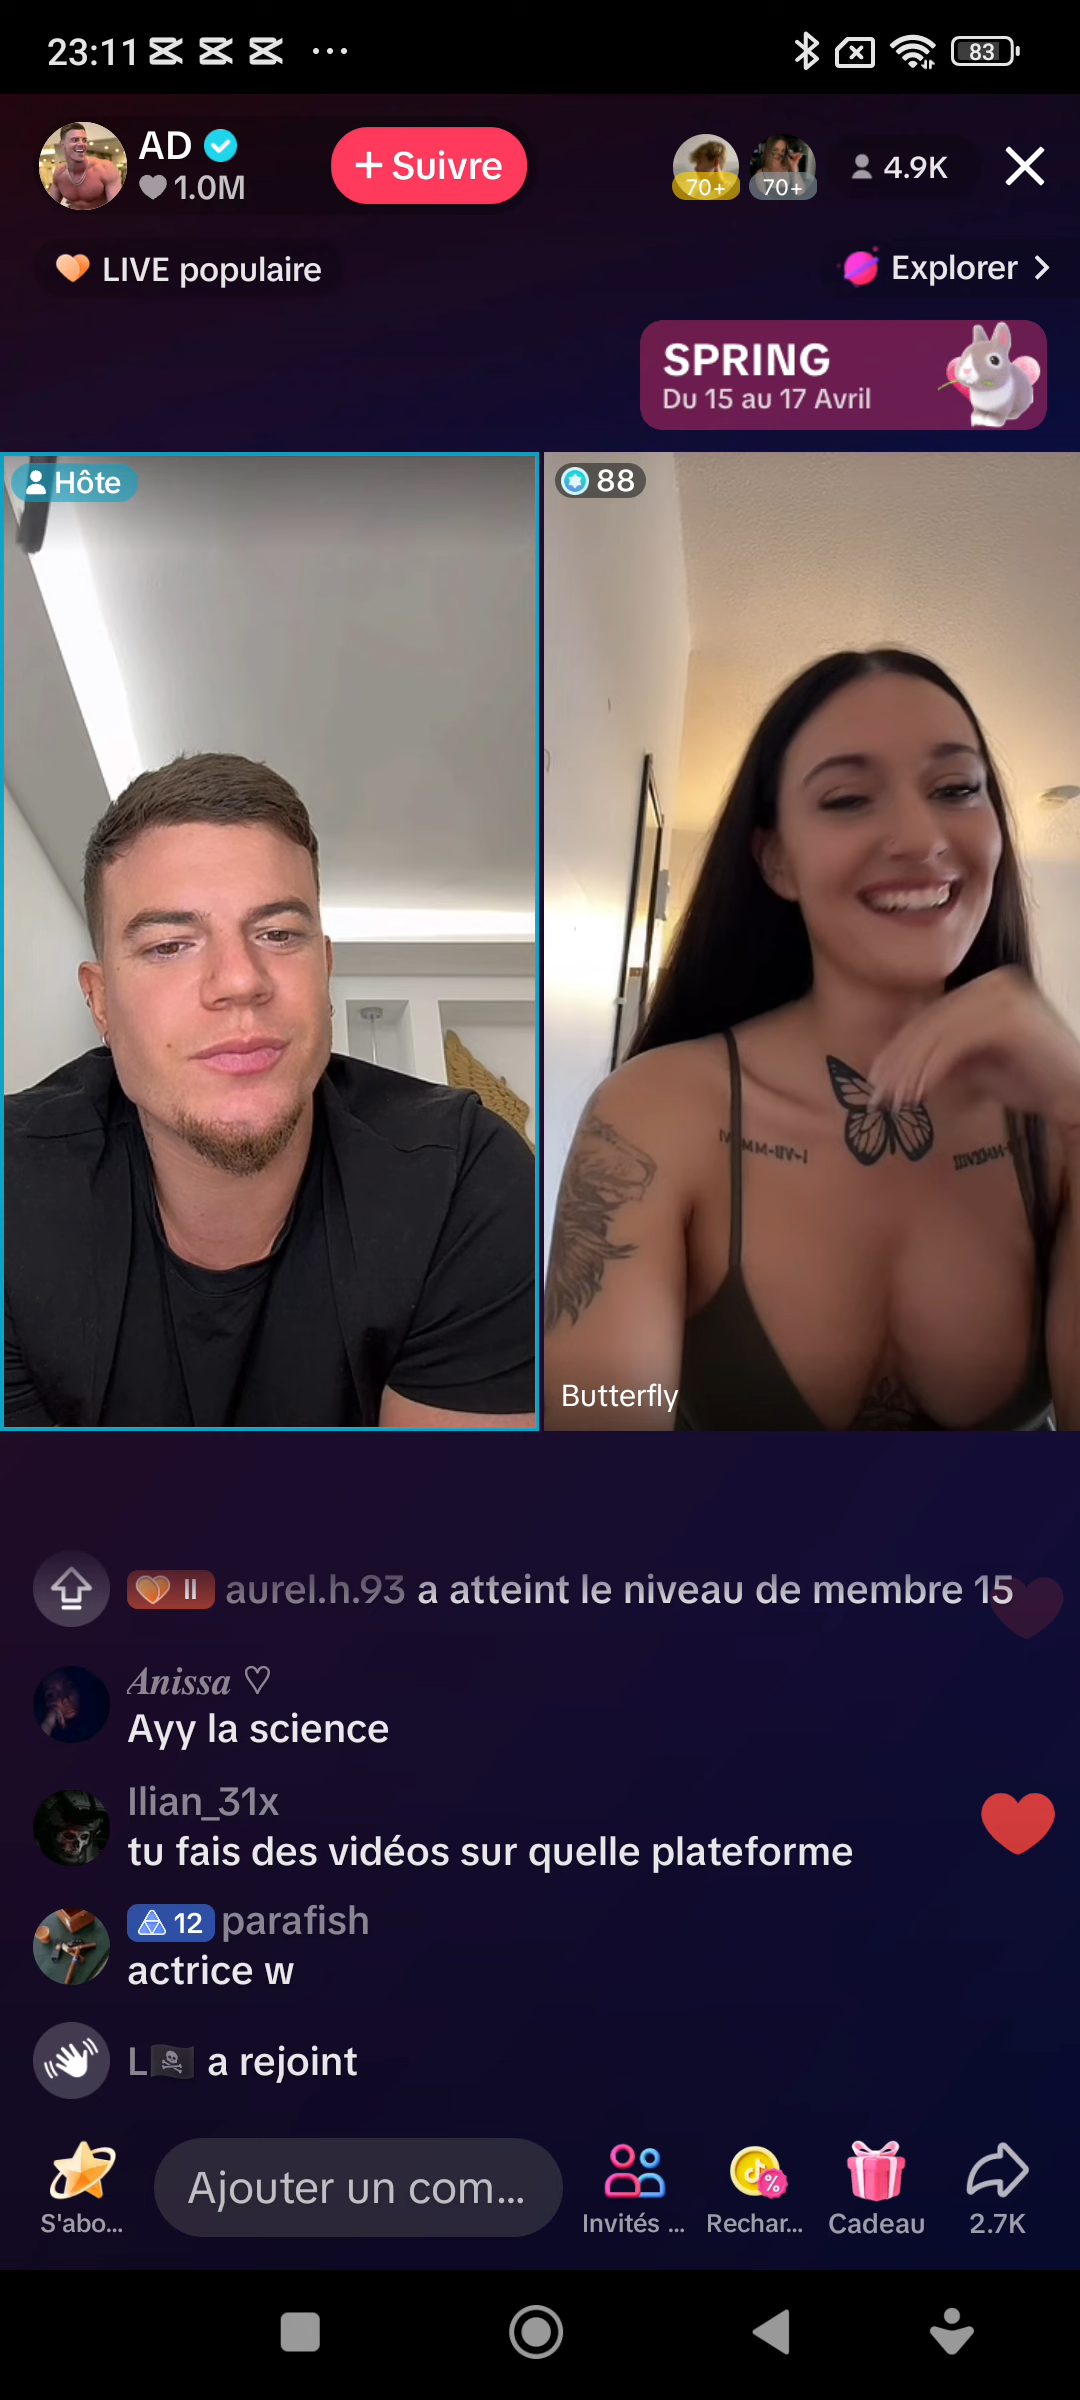 23:11
83
AD
1.0M
+ Suivre
70+
70+
4.9K
LIVE populaire
Explorer
SPRING
Du 15 au 17 Avril
Hôte
88
Butterfly
II aurel.h.93 a atteint le niveau de membre 15
Anissa ♡
Ayy la science
Ilian_31x
tu fais des vidéos sur quelle plateforme
12 parafish
actrice w
L🏴‍☠️ a rejoint
S'abo...
Ajouter un com...
Invités ...
Rechar...
Cadeau
2.7K